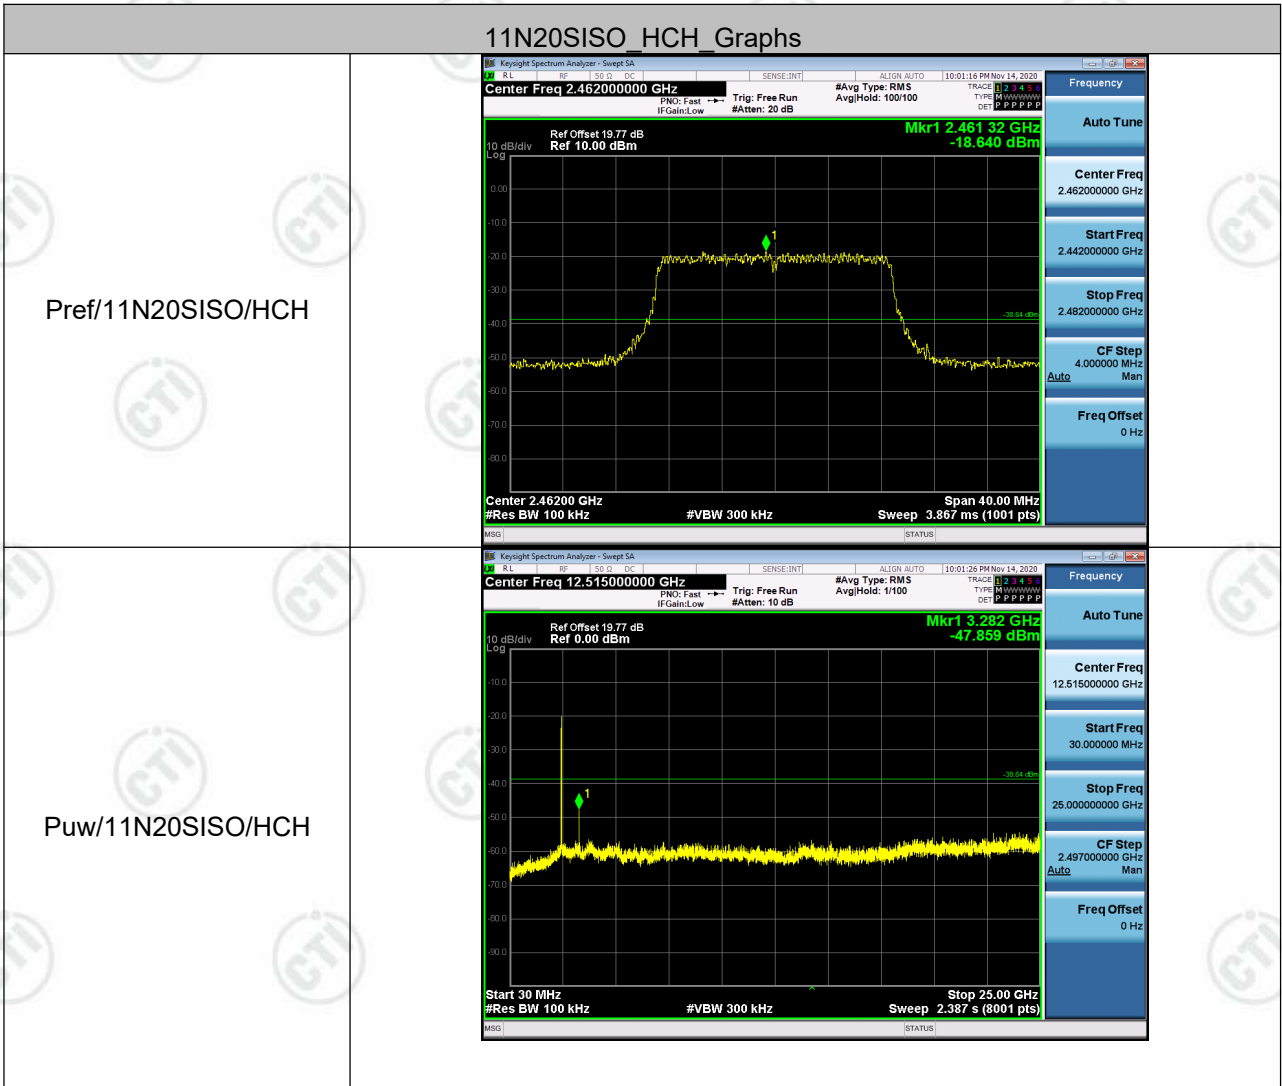 11N20SISO_HCH_Graphs
Pref/11N20SISO/HCH
Keysight Spectrum Analyzer - Swept SA
RL RF 50 Ω DC SENSE:INT ALIGN AUTO 10:01:16 PM Nov 14, 2020
Center Freq 2.462000000 GHz #Avg Type: RMS TRACE 1 2 3 4 5 6
PNO: Fast Trig: Free Run Avg|Hold: 100/100 TYPE M WWWWW
IFGain:Low #Atten: 20 dB DET P P P P P P
Mkr1 2.461 32 GHz
Ref Offset 19.77 dB
10 dB/div Ref 10.00 dBm -18.640 dBm
Log
0.00
-10.0
1
-20.0
-30.0
-38.64 dBm
-40.0
-50.0
-60.0
-70.0
-80.0
Center 2.46200 GHz Span 40.00 MHz
#Res BW 100 kHz #VBW 300 kHz Sweep 3.867 ms (1001 pts)
MSG STATUS
Frequency
Auto Tune
Center Freq
2.462000000 GHz
Start Freq
2.442000000 GHz
Stop Freq
2.482000000 GHz
CF Step
4.000000 MHz
Auto Man
Freq Offset
0 Hz
Puw/11N20SISO/HCH
Keysight Spectrum Analyzer - Swept SA
RL RF 50 Ω DC SENSE:INT ALIGN AUTO 10:01:26 PM Nov 14, 2020
Center Freq 12.515000000 GHz #Avg Type: RMS TRACE 1 2 3 4 5 6
PNO: Fast Trig: Free Run Avg|Hold: 1/100 TYPE M WWWWW
IFGain:Low #Atten: 10 dB DET P P P P P P
Mkr1 3.282 GHz
Ref Offset 19.77 dB
10 dB/div Ref 0.00 dBm -47.859 dBm
Log
-10.0
-20.0
-30.0
-38.64 dBm
-40.0
1
-50.0
-60.0
-70.0
-80.0
-90.0
Start 30 MHz Stop 25.00 GHz
#Res BW 100 kHz #VBW 300 kHz Sweep 2.387 s (8001 pts)
MSG STATUS
Frequency
Auto Tune
Center Freq
12.515000000 GHz
Start Freq
30.000000 MHz
Stop Freq
25.000000000 GHz
CF Step
2.497000000 GHz
Auto Man
Freq Offset
0 Hz
CTI
CTI
CTI
CTI
CTI
CTI
CTI
CTI
CTI
CTI
CTI
CTI
CTI